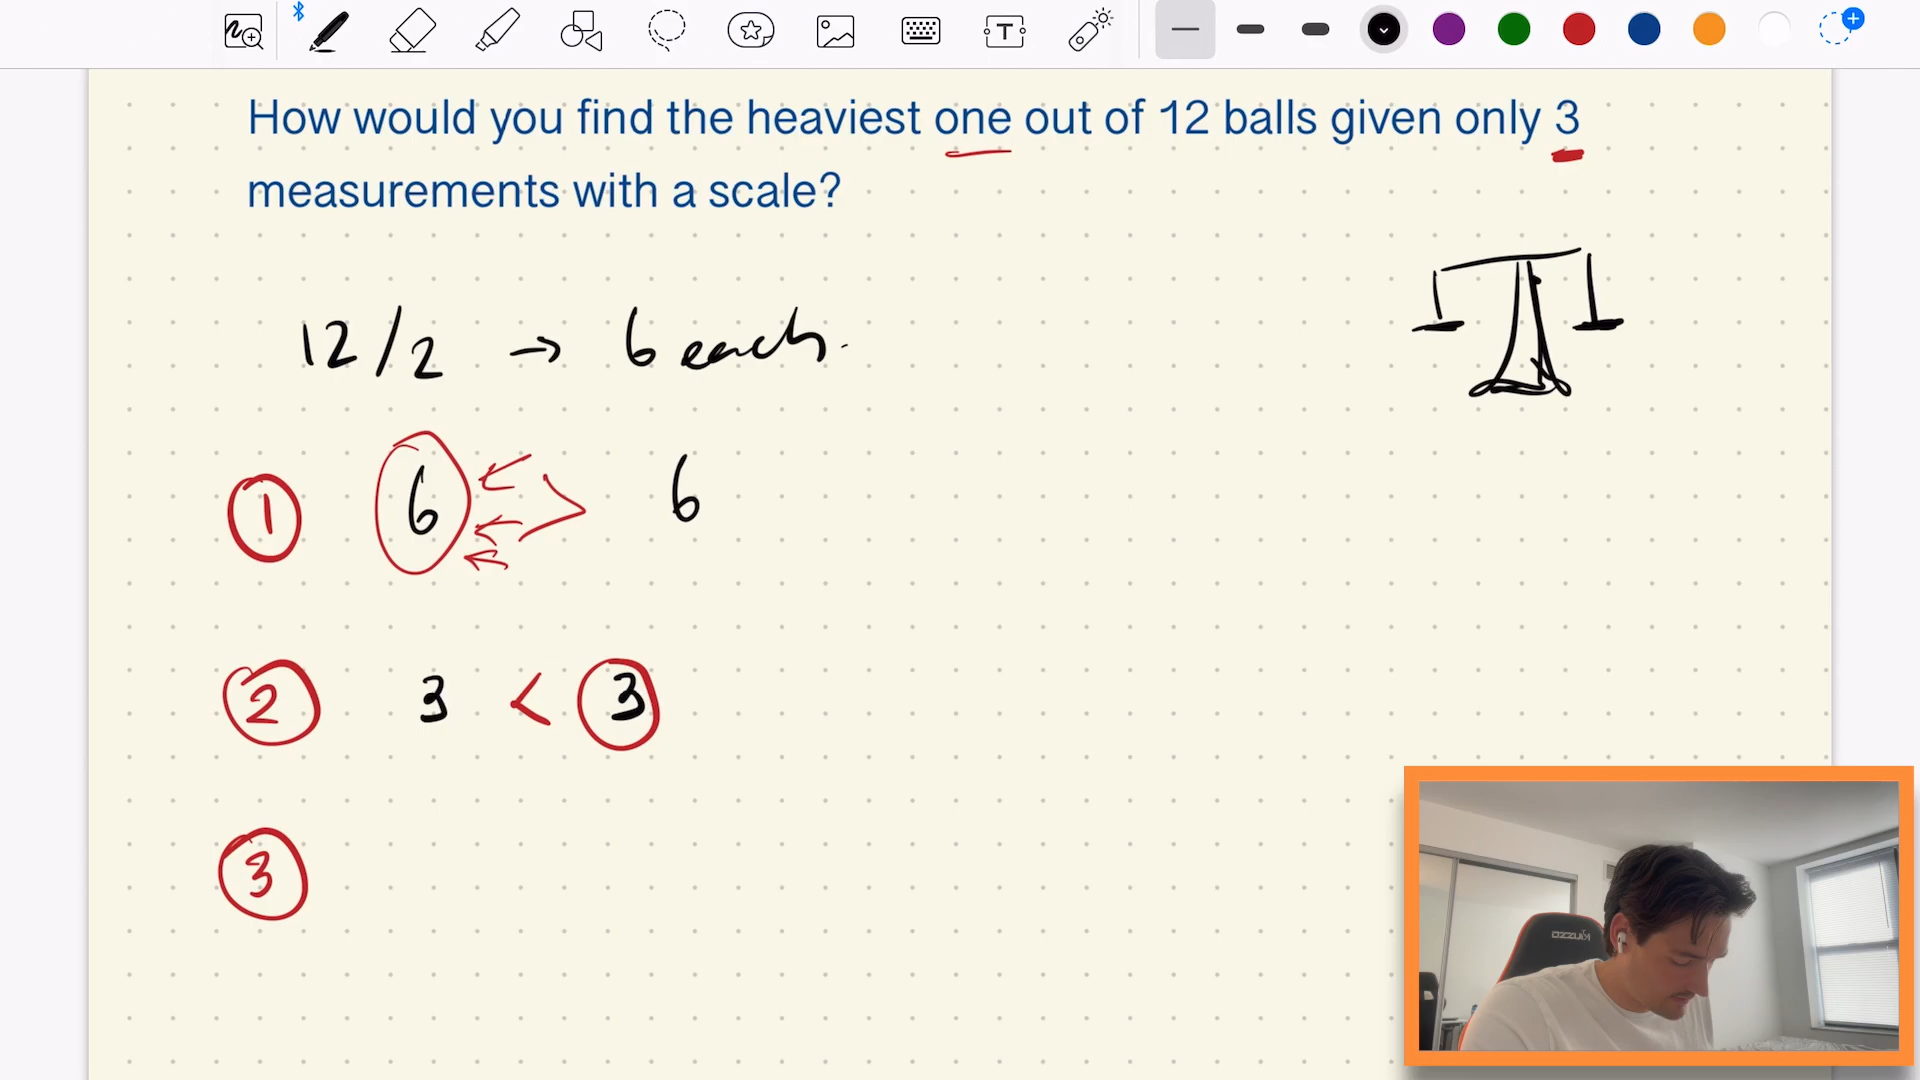 How would you find the heaviest one out of 12 balls given only 3
measurements with a scale?
12/2 → 6 each.
1 6 > 6
2 3 < 3
3